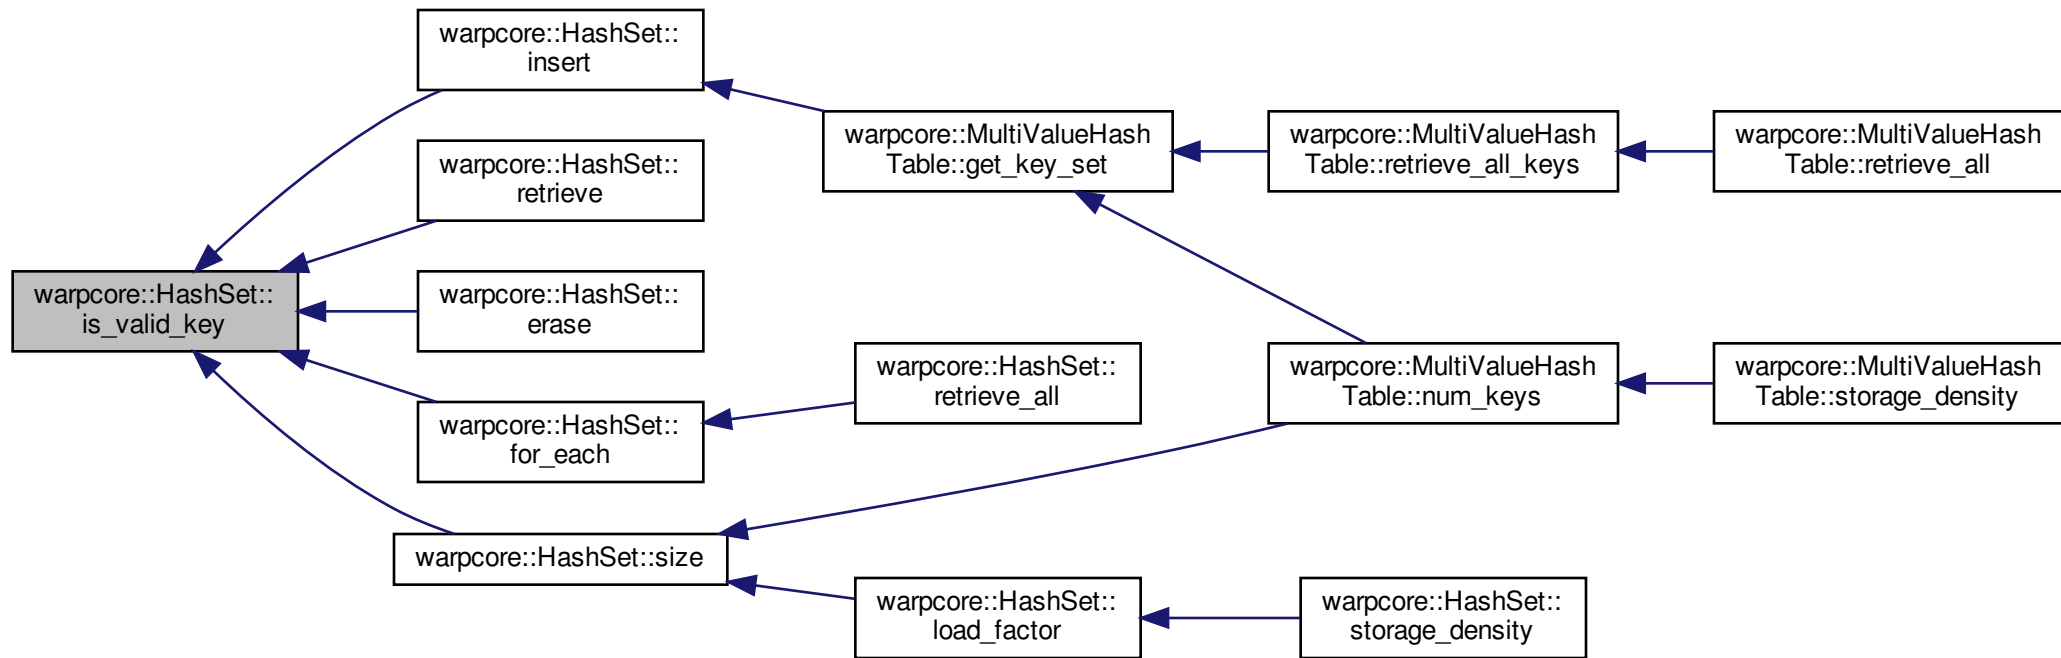 warpcore::HashSet::
insert
warpcore::MultiValueHash
Table::get_key_set
warpcore::MultiValueHash
Table::retrieve_all_keys
warpcore::MultiValueHash
Table::retrieve_all
warpcore::HashSet::
retrieve
warpcore::HashSet::
is_valid_key
warpcore::HashSet::
erase
warpcore::HashSet::
retrieve_all
warpcore::MultiValueHash
Table::num_keys
warpcore::MultiValueHash
Table::storage_density
warpcore::HashSet::
for_each
warpcore::HashSet::size
warpcore::HashSet::
load_factor
warpcore::HashSet::
storage_density